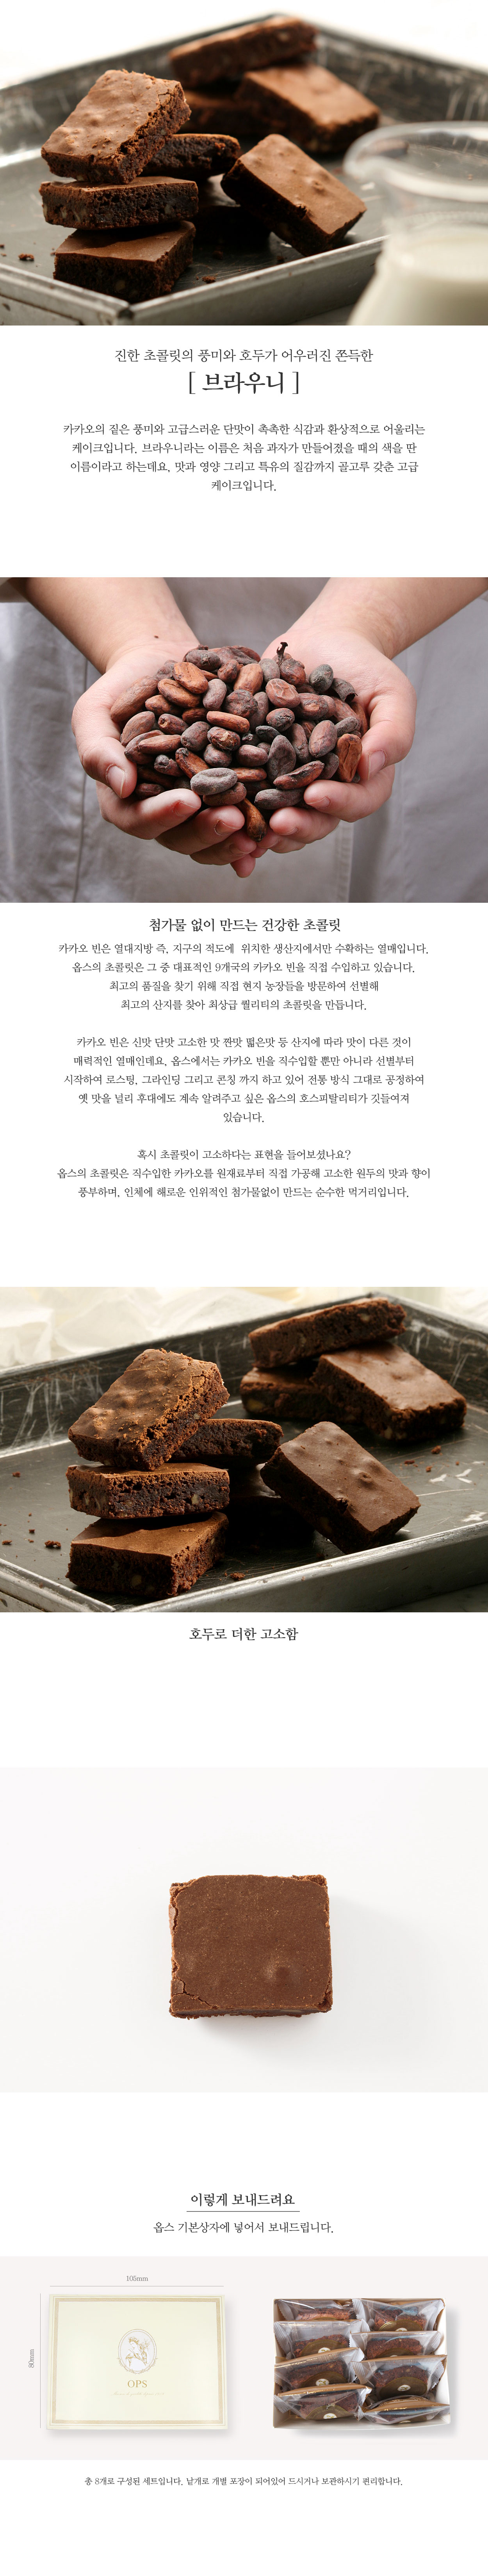 진한 초콜릿의 풍미와 호두가 어우러진 쫀득한
[ 브라우니 ]
카카오의 짙은 풍미와 고급스러운 단맛이 촉촉한 식감과 환상적으로 어울리는
케이크입니다. 브라우니라는 이름은 처음 과자가 만들어졌을 때의 색을 딴
이름이라고 하는데요, 맛과 영양 그리고 특유의 질감까지 골고루 갖춘 고급
케이크입니다.
첨가물 없이 만드는 건강한 초콜릿
카카오 빈은 열대지방 즉, 지구의 적도에 위치한 생산지에서만 수확하는 열매입니다.
옵스의 초콜릿은 그 중 대표적인 9개국의 카카오 빈을 직접 수입하고 있습니다.
최고의 품질을 찾기 위해 직접 현지 농장들을 방문하여 선별해
최고의 산지를 찾아 최상급 퀄리티의 초콜릿을 만듭니다.
카카오 빈은 신맛 단맛 고소한 맛 짠맛 떫은맛 등 산지에 따라 맛이 다른 것이
매력적인 열매인데요, 옵스에서는 카카오 빈을 직수입할 뿐만 아니라 선별부터
시작하여 로스팅, 그라인딩 그리고 콘칭 까지 하고 있어 전통 방식 그대로 공정하여
옛 맛을 널리 후대에도 계속 알려주고 싶은 옵스의 호스피탈리티가 깃들여져
있습니다.
혹시 초콜릿이 고소하다는 표현을 들어보셨나요?
옵스의 초콜릿은 직수입한 카카오를 원재료부터 직접 가공해 고소한 원두의 맛과 향이
풍부하며, 인체에 해로운 인위적인 첨가물없이 만드는 순수한 먹거리입니다.
호두로 더한 고소함
이렇게 보내드려요
옵스 기본상자에 넣어서 보내드립니다.
105mm
80mm
OPS
총 8개로 구성된 세트입니다. 낱개로 개별 포장이 되어있어 드시거나 보관하시기 편리합니다.